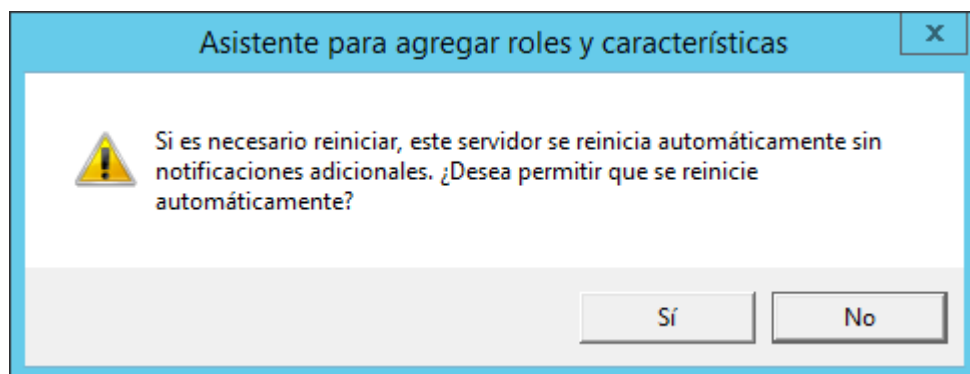 Asistente para agregar roles y características
x
Si es necesario reiniciar, este servidor se reinicia automáticamente sin
notificaciones adicionales. ¿Desea permitir que se reinicie
automáticamente?
Sí
No